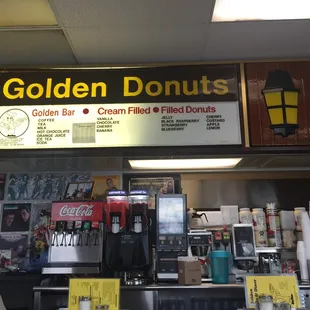 Golden Donuts
Golden Bar • Cream Filled • Filled Donuts
COFFEE
TEA
MILK
HOT CHOCOLATE
ORANGE JUICE
ICE TEA
SODA
VANILLA
CHOCOLATE
CHERRY
BANANA
JELLY
BLACK RASPBERRY
STRAWBERRY
BLUEBERRY
CHERRY
CUSTARD
APPLE
LEMON
Coca-Cola